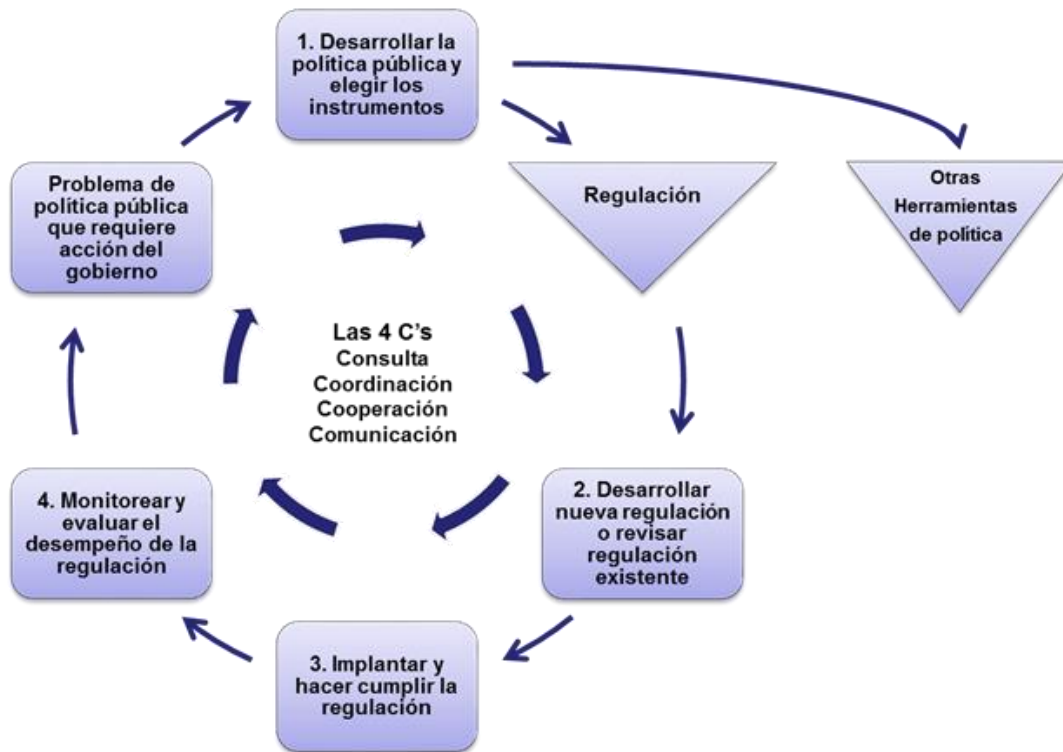 1. Desarrollar la
política pública y
elegir los
instrumentos
Regulación
Otras
Herramientas
de política
Problema de
política pública
que requiere
acción del
gobierno
Las 4 C’s
Consulta
Coordinación
Cooperación
Comunicación
2. Desarrollar
nueva regulación
o revisar
regulación
existente
3. Implantar y
hacer cumplir la
regulación
4. Monitorear y
evaluar el
desempeño de la
regulación